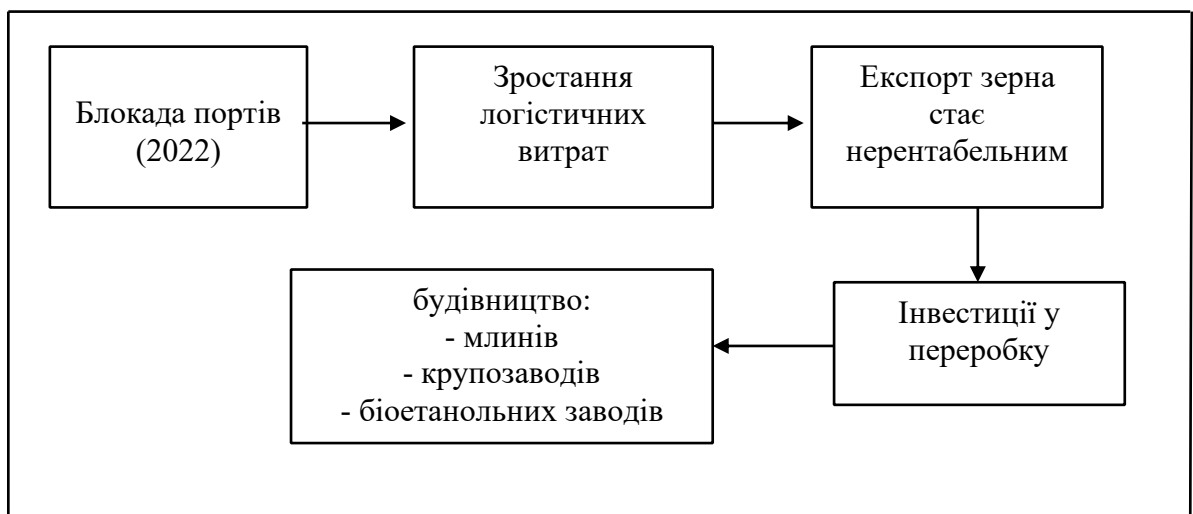 Блокада портів
(2022)
Зростання
логістичних
витрат
Експорт зерна
стає
нерентабельним
Інвестиції у
переробку
будівництво:
- млинів
- крупозаводів
- біоетанольних заводів